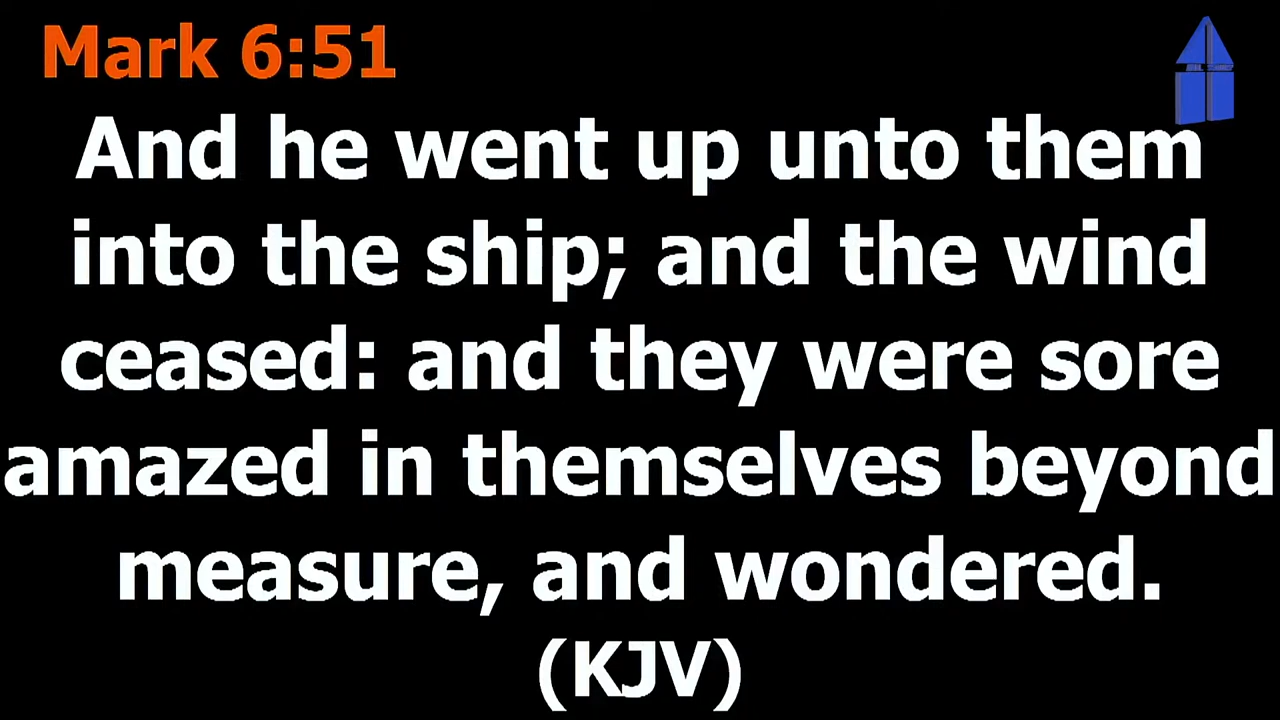 Mark 6:51
And he went up unto them
into the ship; and the wind
ceased: and they were sore
amazed in themselves beyond
measure, and wondered.
(KJV)